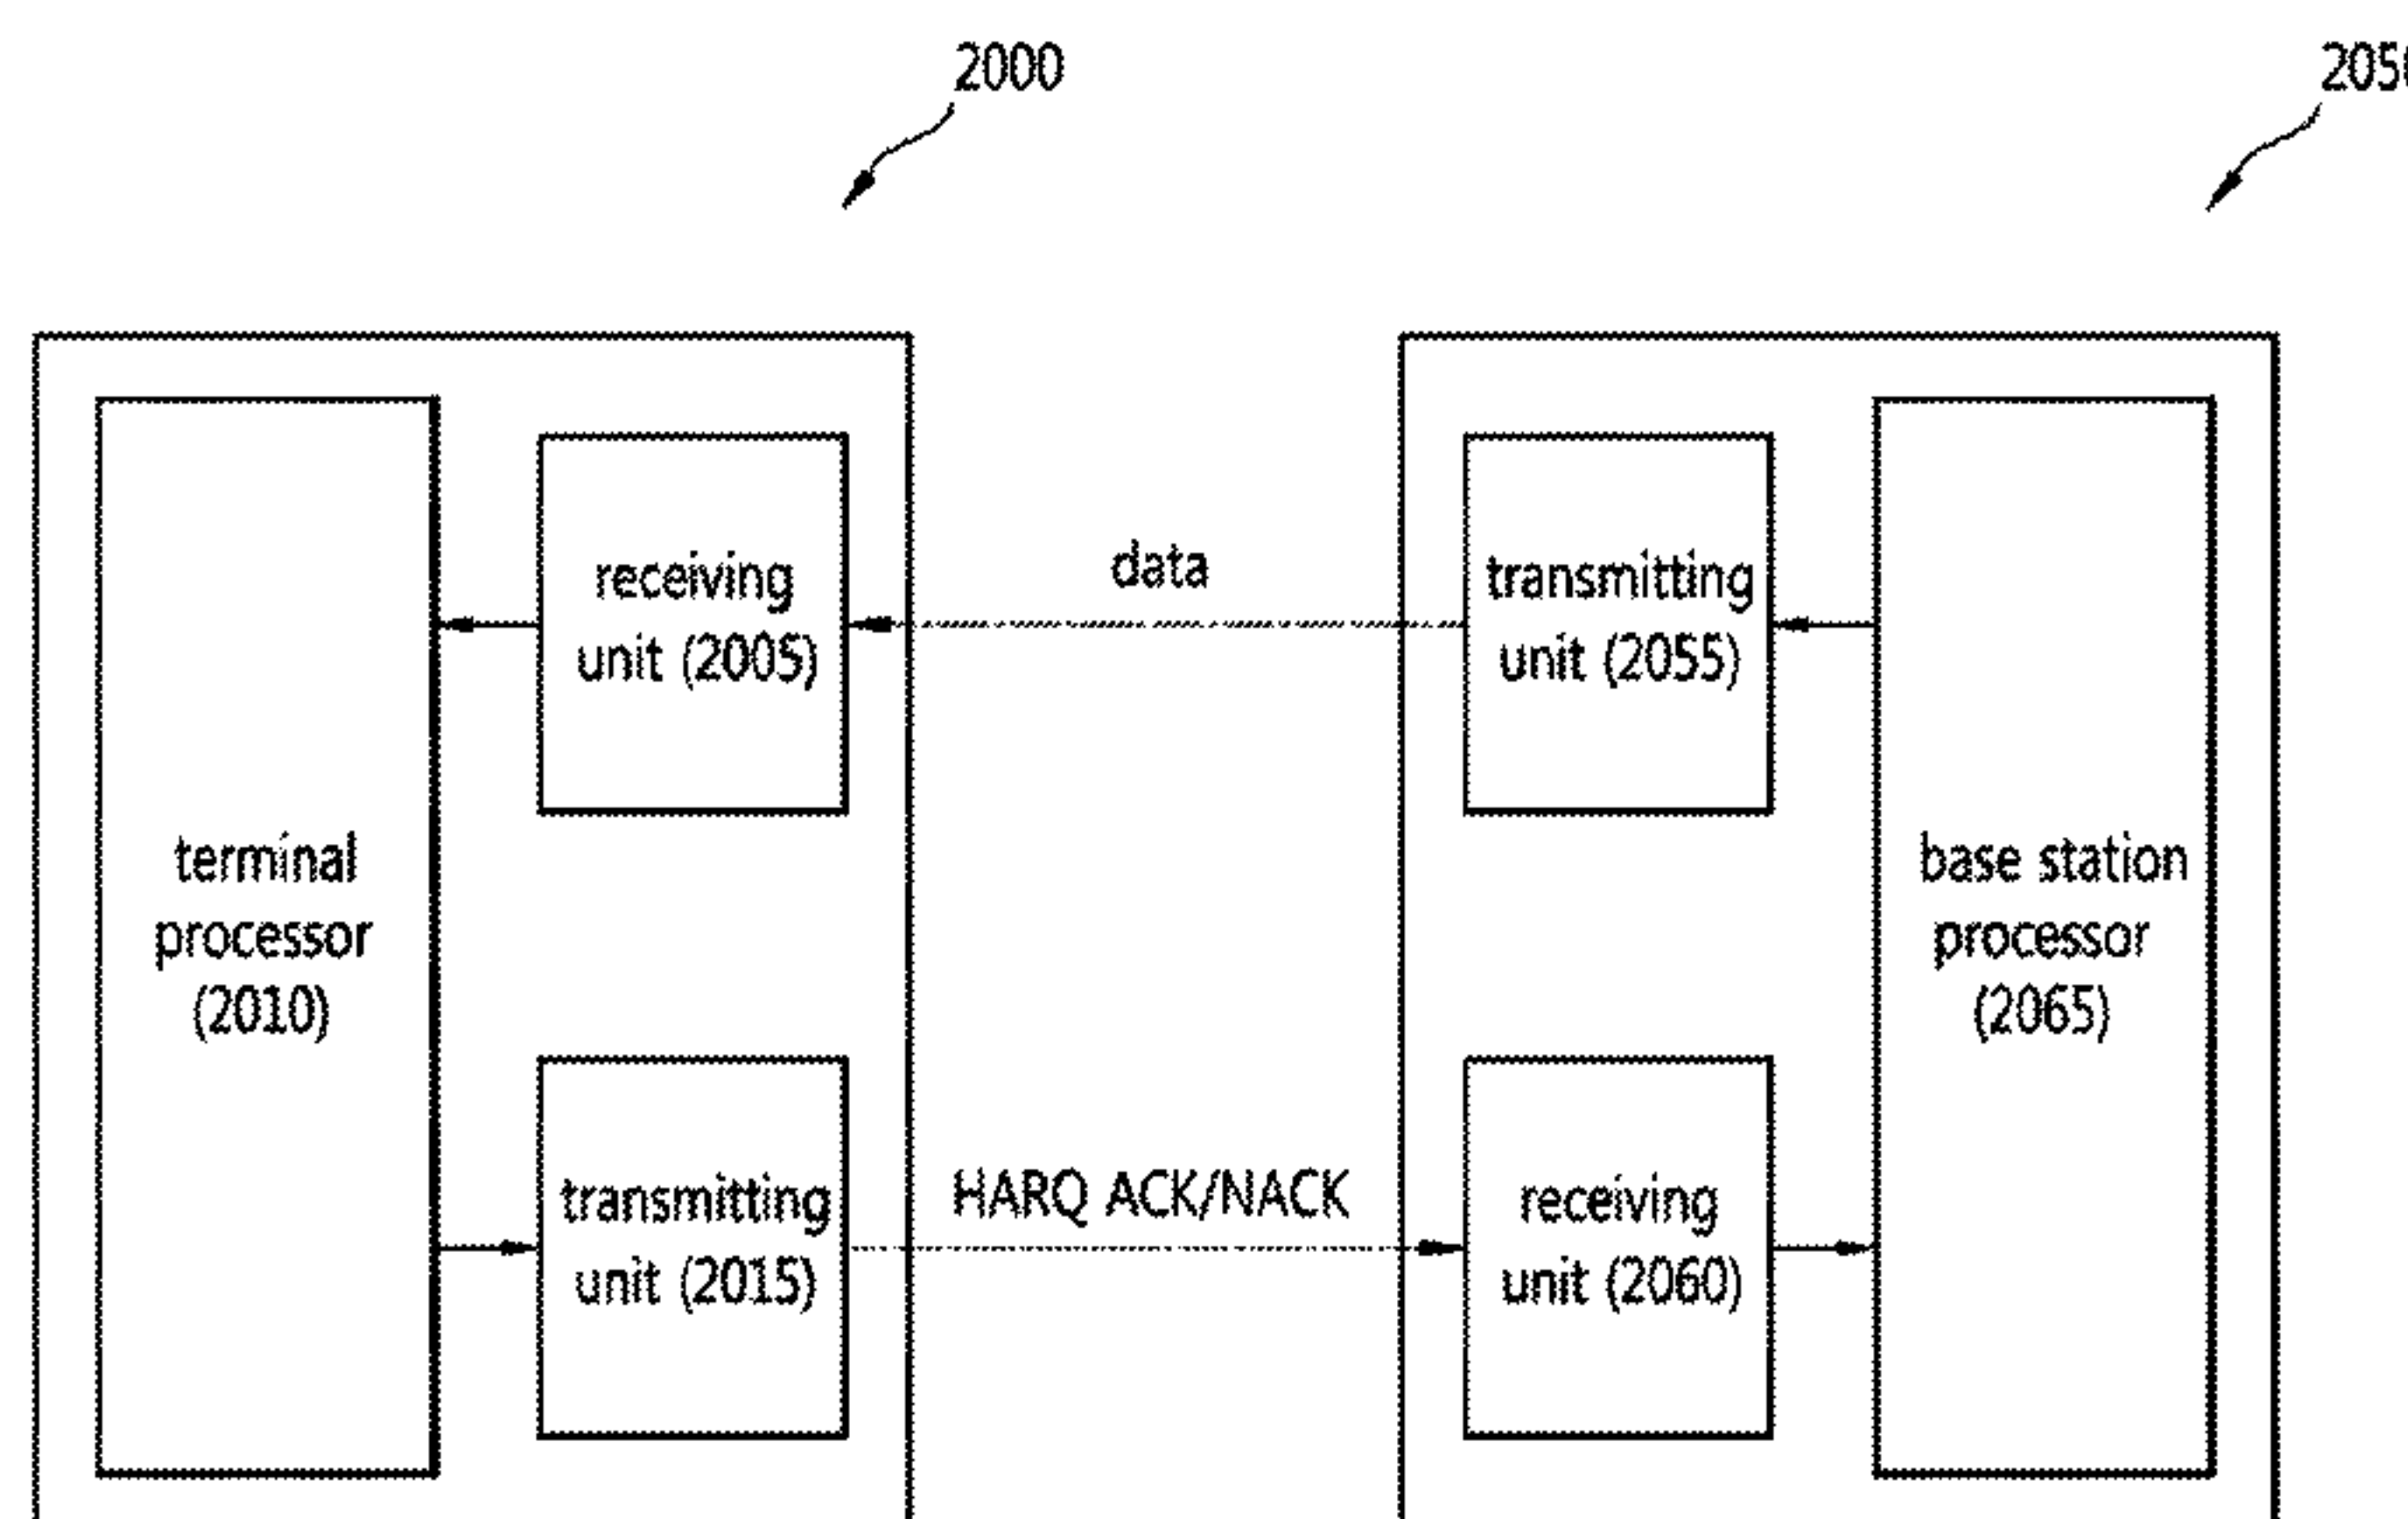 2000
205
data
receiving
unit (2005)
transmitting
unit (2055)
terminal
processor
(2010)
base station
processor
(2065)
HARQ ACK/NACK
transmitting
unit (2015)
receiving
unit (2060)